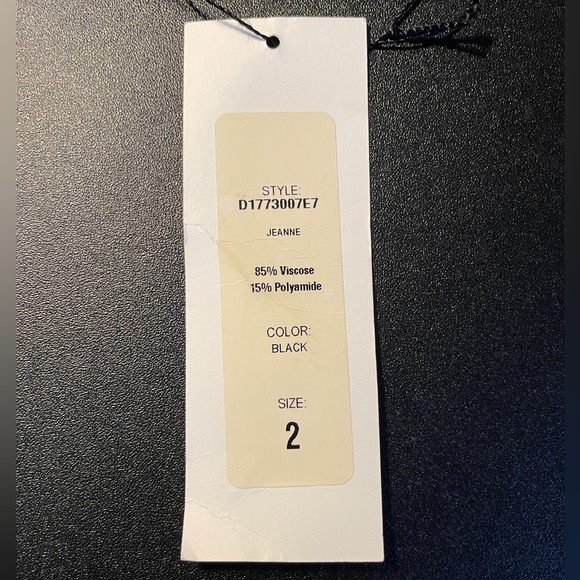 STYLE:
D1773007E7
JEANNE
85% Viscose
15% Polyamide
COLOR:
BLACK
SIZE:
2